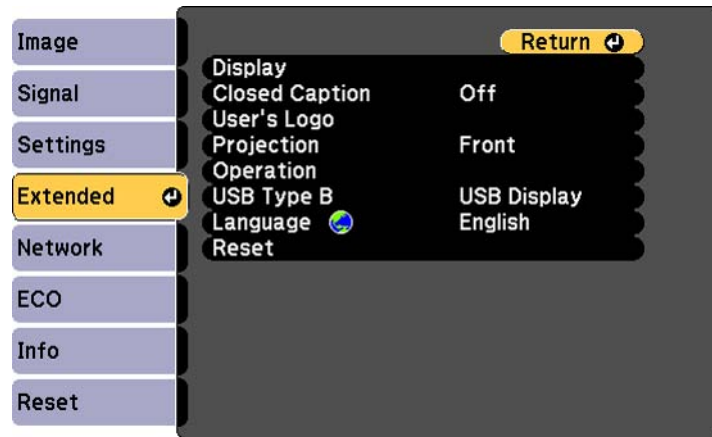 Image
Signal
Settings
Extended
Network
ECO
Info
Reset
Return
Display
Closed Caption Off
User's Logo
Projection Front
Operation
USB Type B USB Display
Language English
Reset